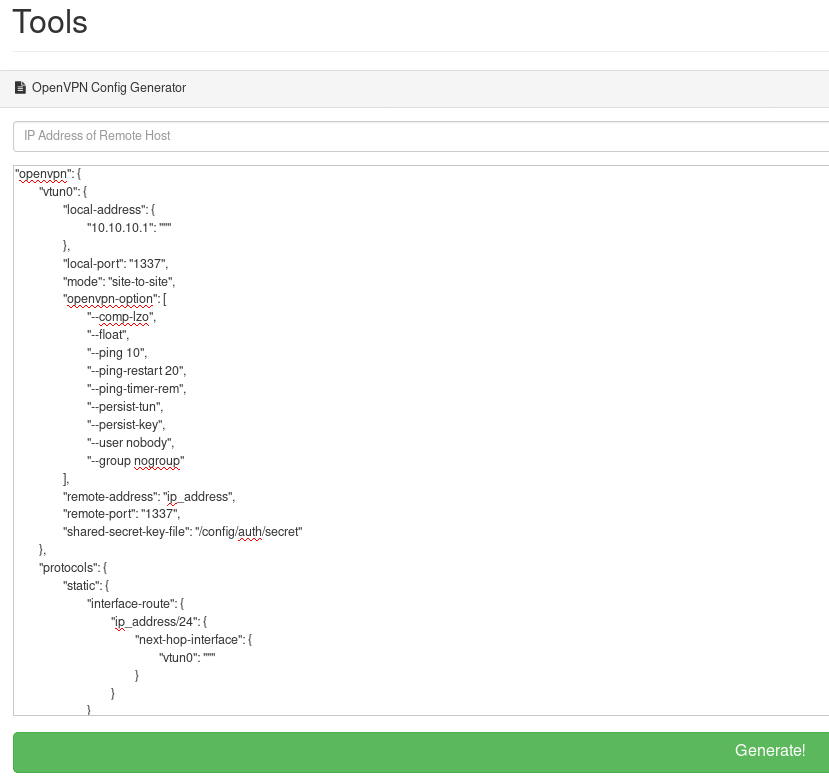 Tools
OpenVPN Config Generator
IP Address of Remote Host
"openvpn": {
"vtun0": {
"local-address": {
"10.10.10.1": """"
},
"local-port": "1337",
"mode": "site-to-site",
"openvpn-option": [
"--comp-lzo",
"--float",
"--ping 10",
"--ping-restart 20",
"--ping-timer-rem",
"--persist-tun",
"--persist-key",
"--user nobody",
"--group nogroup"
],
"remote-address": "ip_address",
"remote-port": "1337",
"shared-secret-key-file": "/config/auth/secret"
},
"protocols": {
"static": {
"interface-route": {
"ip_address/24": {
"next-hop-interface": {
"vtun0": """"
}
}
}
Generate!